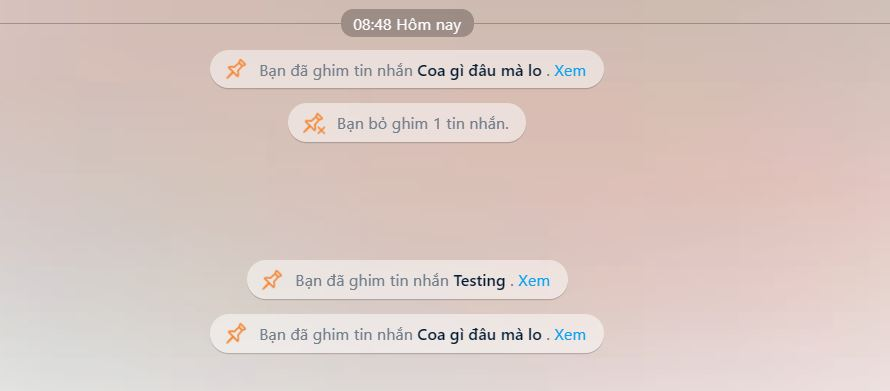 08:48 Hôm nay
Bạn đã ghim tin nhắn Coa gì đâu mà lo . Xem
Bạn bỏ ghim 1 tin nhắn.
Bạn đã ghim tin nhắn Testing . Xem
Bạn đã ghim tin nhắn Coa gì đâu mà lo . Xem